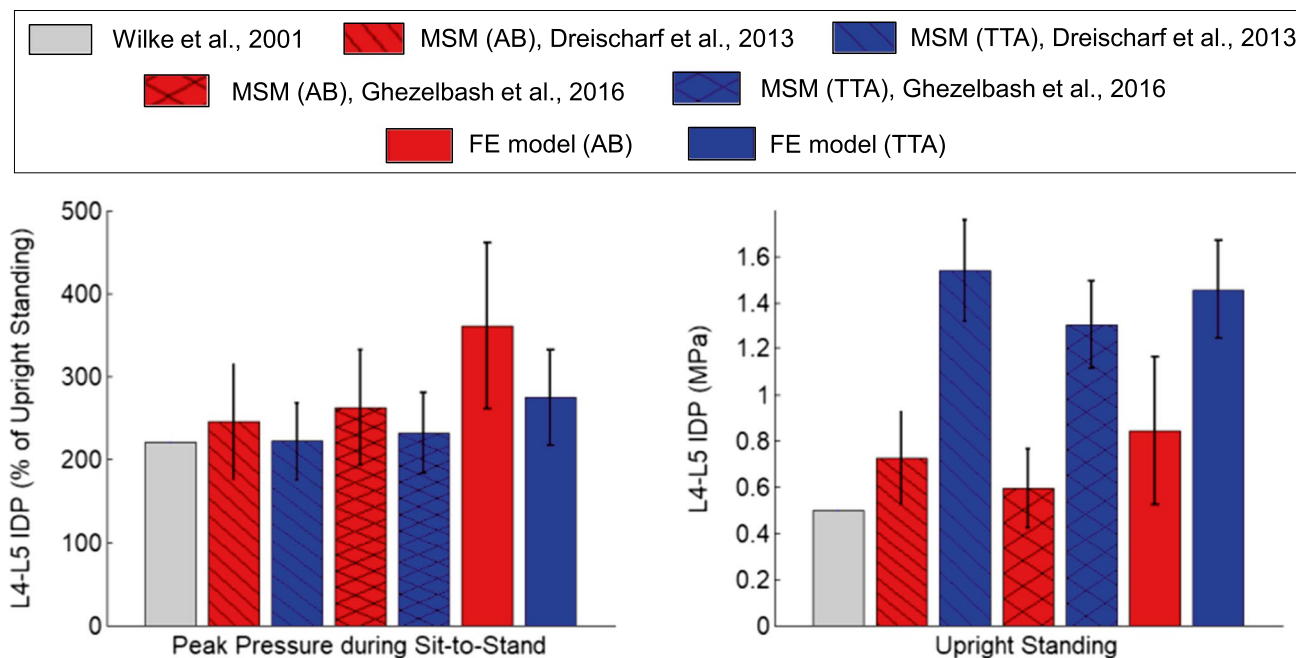 Wilke et al., 2001 MSM (AB), Dreischarf et al., 2013 MSM (TTA), Dreischarf et al., 2013
MSM (AB), Ghezelbash et al., 2016 MSM (TTA), Ghezelbash et al., 2016
FE model (AB) FE model (TTA)
L4-L5 IDP (% of Upright Standing)
500
400
300
200
100
0
Peak Pressure during Sit-to-Stand
L4-L5 IDP (MPa)
1.6
1.4
1.2
1
0.8
0.6
0.4
0.2
0
Upright Standing